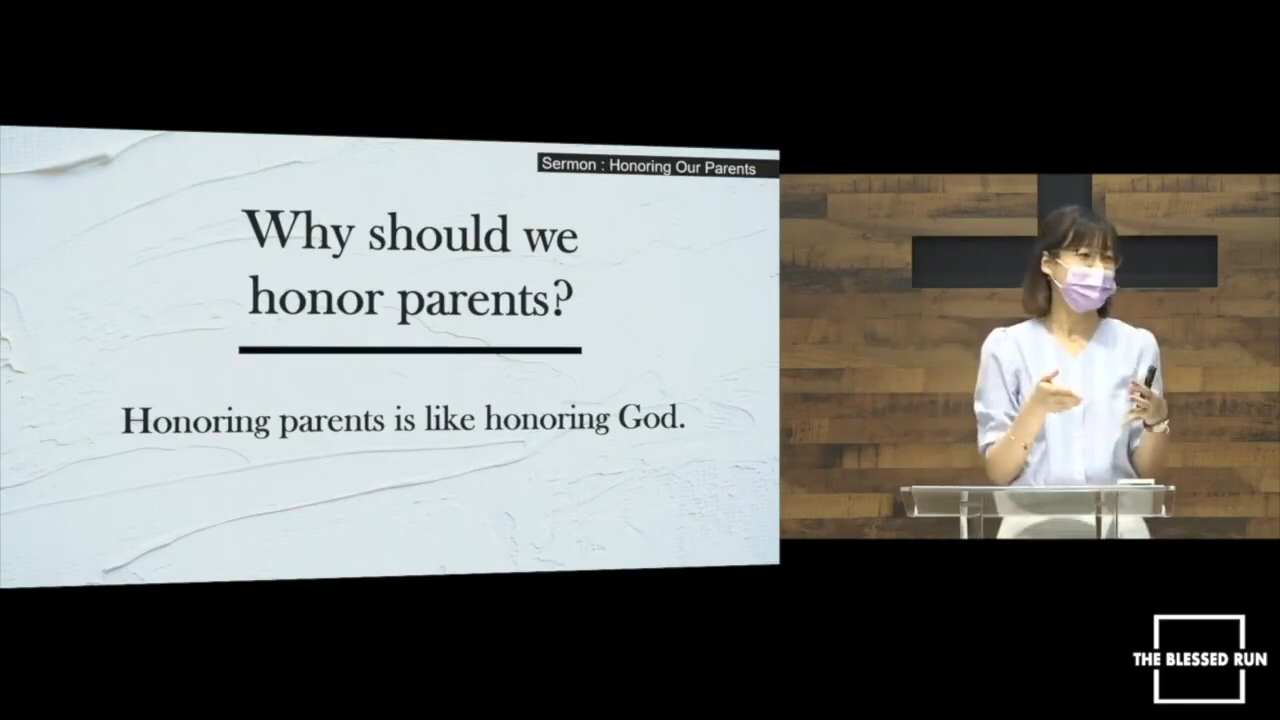 Sermon : Honoring Our Parents
Why should we
honor parents?
Honoring parents is like honoring God.
THE BLESSED RUN